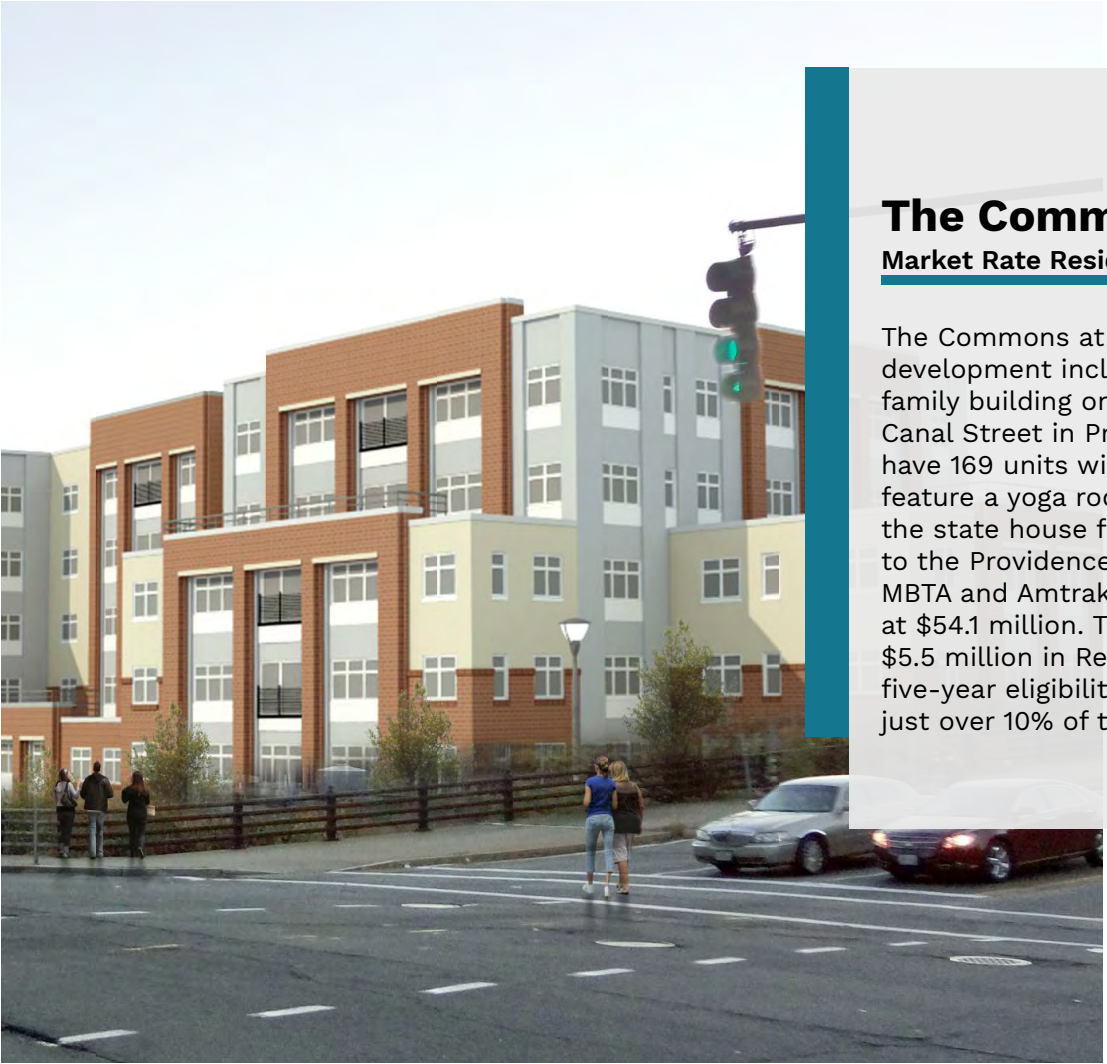 The Comm
Market Rate Resi
The Commons at
development incl
family building or
Canal Street in Pr
have 169 units wi
feature a yoga roo
the state house f
to the Providence
MBTA and Amtrak
at $54.1 million. T
$5.5 million in Re
five-year eligibilit
just over 10% of t